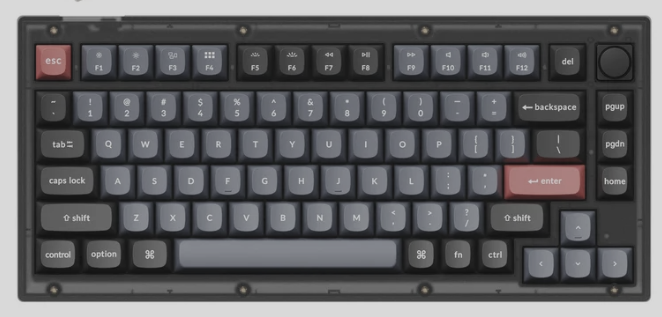 esc F1 F2 F3 F4 F5 F6 F7 F8 F9 F10 F11 F12 del
~ ! @ # $ % ^ & * ( ) — +
1 2 3 4 5 6 7 8 9 0 - = ← backspace pgup
tab Q W E R T Y U I O P { } |
[ ] \ pgdn
caps lock A S D F G H J K L : " ↵ enter home
; '
⇧ shift Z X C V B N M < > ? ⇧ shift ^
, . /
control option ⌘ ⌘ fn ctrl < ⌄ >